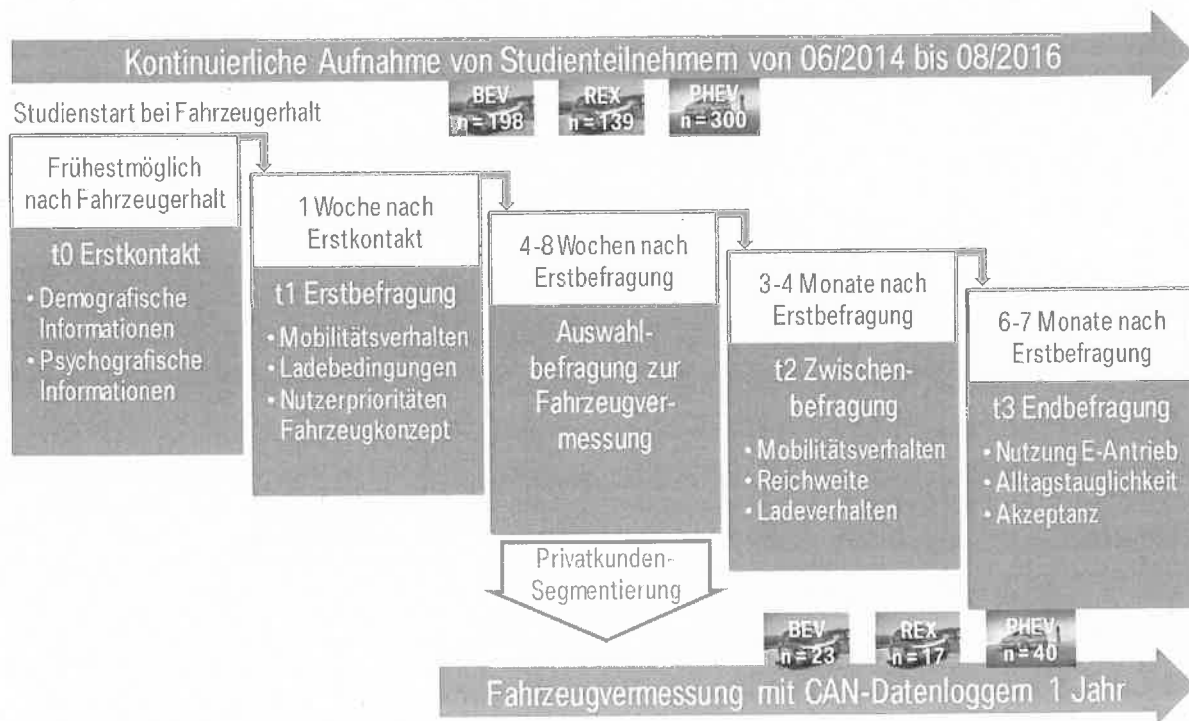 Kontinuierliche Aufnahme von Studienteilnehmern von 06/2014 bis 08/2016
BEV
n = 198
REX
n = 139
PHEV
n = 300
Studienstart bei Fahrzeugerhalt
Frühestmöglich
nach Fahrzeugerhalt
t0 Erstkontakt
• Demografische
Informationen
• Psychografische
Informationen
1 Woche nach
Erstkontakt
t1 Erstbefragung
• Mobilitätsverhalten
• Ladebedingungen
• Nutzerprioritäten
Fahrzeugkonzept
4-8 Wochen nach
Erstbefragung
Auswahl-
befragung zur
Fahrzeugver-
messung
3-4 Monate nach
Erstbefragung
t2 Zwischen-
befragung
• Mobilitätsverhalten
• Reichweite
• Ladeverhalten
6-7 Monate nach
Erstbefragung
t3 Endbefragung
• Nutzung E-Antrieb
• Alltagstauglichkeit
• Akzeptanz
Privatkunden-
Segmentierung
BEV
n = 23
REX
n = 17
PHEV
n = 40
Fahrzeugvermessung mit CAN-Datenloggern 1 Jahr